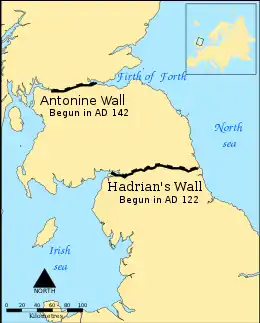 Firth of Forth
Antonine Wall
Begun in AD 142
North
sea
Hadrian's Wall
Begun in AD 122
Irish
sea
NORTH
0 20 40 60 80 100
Kilometres